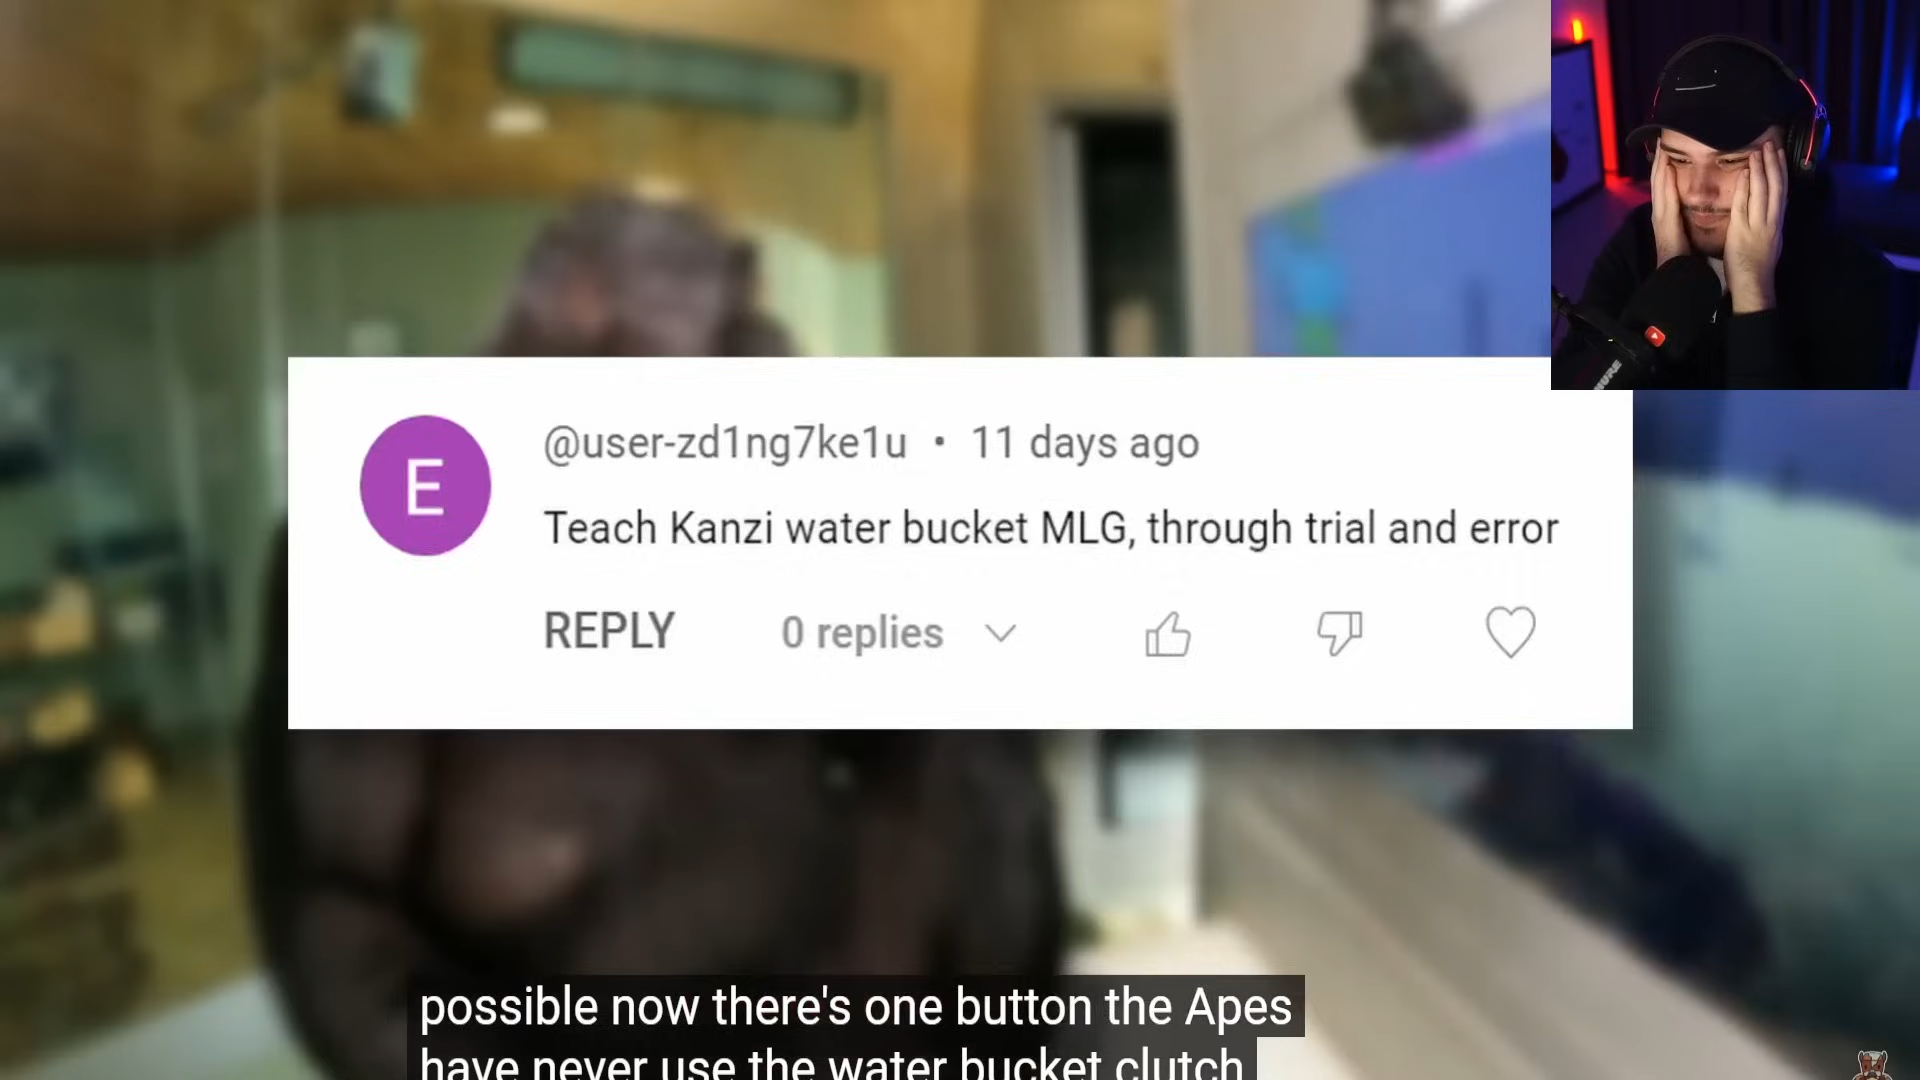 @user-zd1ng7ke1u • 11 days ago
E
Teach Kanzi water bucket MLG, through trial and error
REPLY 0 replies
possible now there's one button the Apes
have never use the water bucket clutch
SHURE